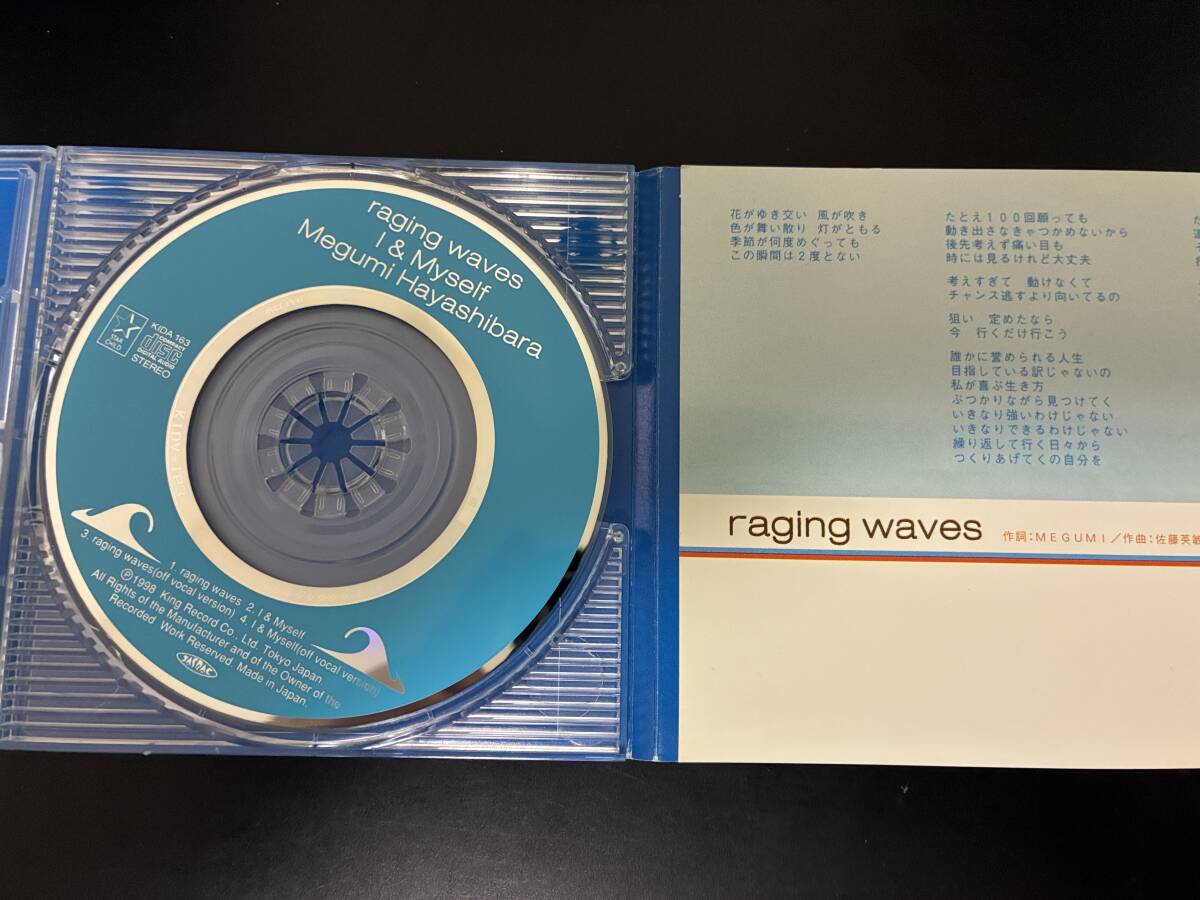 raging waves
I & Myself
Megumi Hayashibara
STAR
CHILD
KIDA 163
COMPACT
disc
DIGITAL AUDIO
STEREO
KIDA-163
1. raging waves 2. I & Myself
3. raging waves(off vocal version) 4. I & Myself(off vocal version)
℗1998 King Record Co., Ltd. Tokyo Japan
All Rights of the Manufacturer and of the Owner of the
Recorded Work Reserved. Made in Japan.
JASRAC
花がゆき交い 風が吹き
色が舞い散り 灯がともる
季節が何度めぐっても
この瞬間は2度とない
たとえ100回願っても
動き出さなきゃつかめないから
後先考えず痛い目も
時には見るけれど大丈夫
考えすぎて 動けなくて
チャンス逃すより向いてるの
狙い 定めたなら
今 行くだけ行こう
誰かに誉められる人生
目指している訳じゃないの
私が喜ぶ生き方
ぶつかりながら見つけてく
いきなり強いわけじゃない
いきなりできるわけじゃない
繰り返して行く日々から
つくりあげてくの自分を
raging waves 作詞:MEGUMI/作曲:佐藤英敏